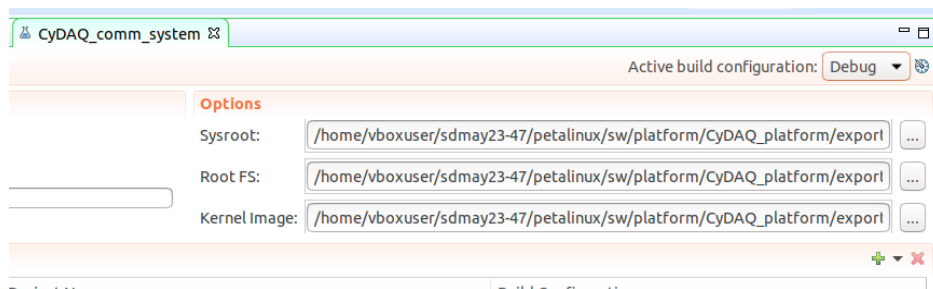 CyDAQ_comm_system
Active build configuration: Debug
Options
Sysroot: /home/vboxuser/sdmay23-47/petalinux/sw/platform/CyDAQ_platform/export ...
Root FS: /home/vboxuser/sdmay23-47/petalinux/sw/platform/CyDAQ_platform/export ...
Kernel Image: /home/vboxuser/sdmay23-47/petalinux/sw/platform/CyDAQ_platform/export ...